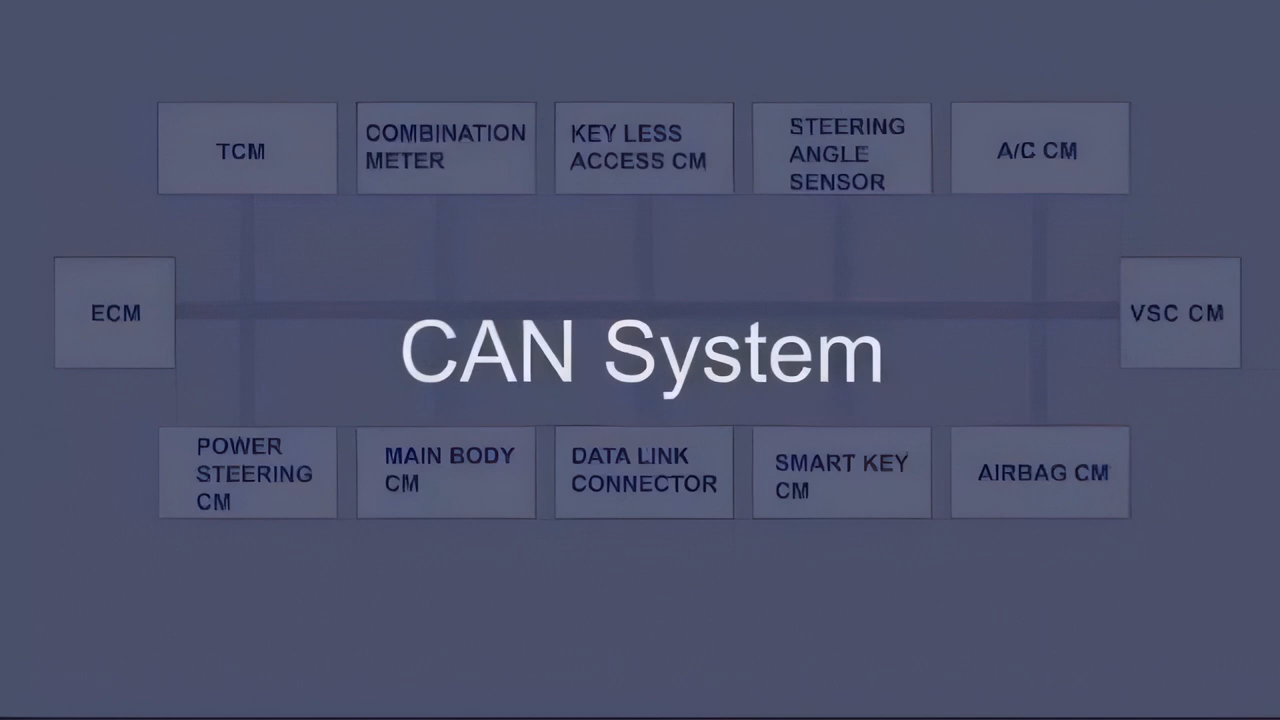 TCM
COMBINATION
METER
KEY LESS
ACCESS CM
STEERING
ANGLE
SENSOR
A/C CM
ECM
VSC CM
CAN System
POWER
STEERING
CM
MAIN BODY
CM
DATA LINK
CONNECTOR
SMART KEY
CM
AIRBAG CM